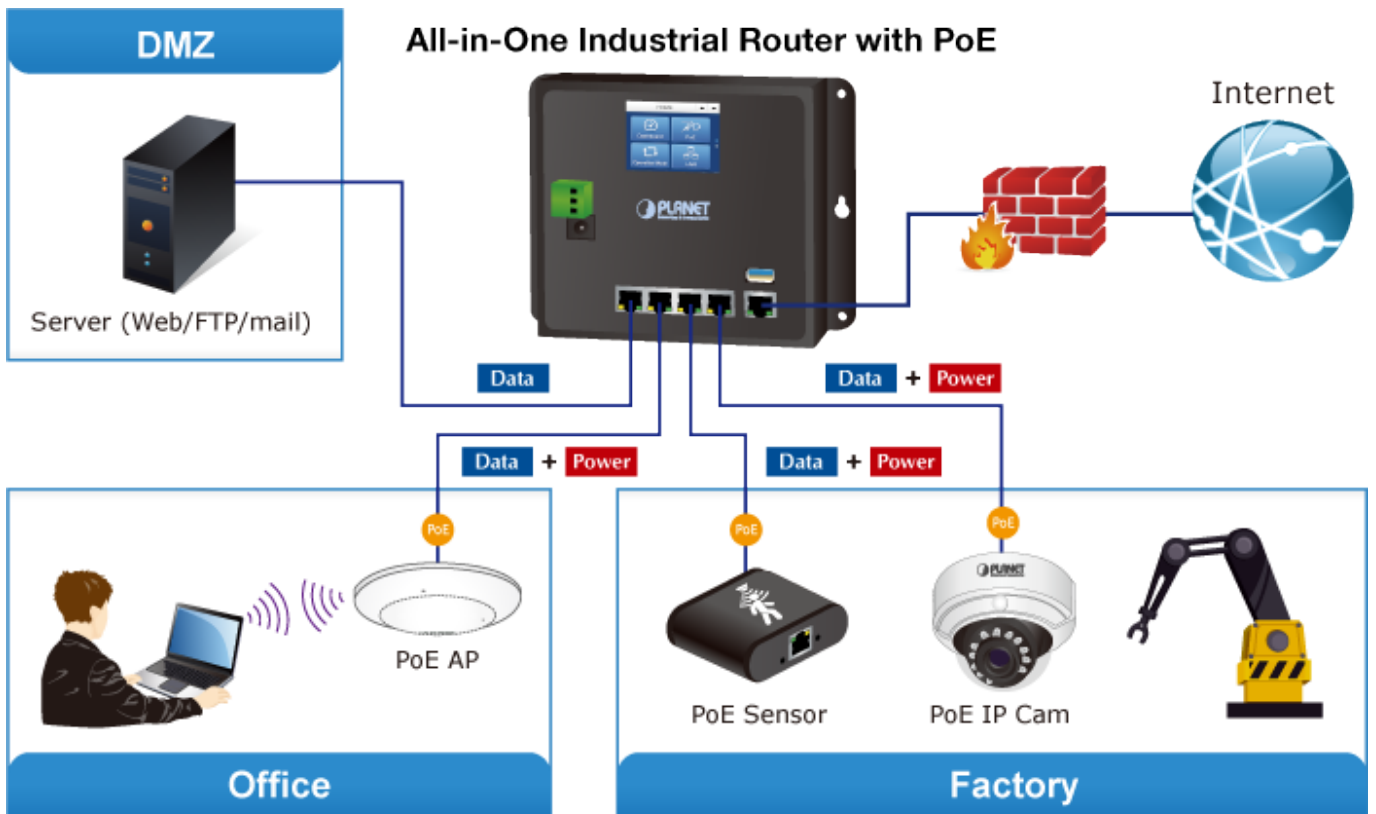 DMZ
All-in-One Industrial Router with PoE
Internet
PLANET
Server (Web/FTP/mail)
Data
Data + Power
Data + Power
Data + Power
PoE
PoE
PoE
PLANET
PoE AP
PoE Sensor
PoE IP Cam
Office
Factory